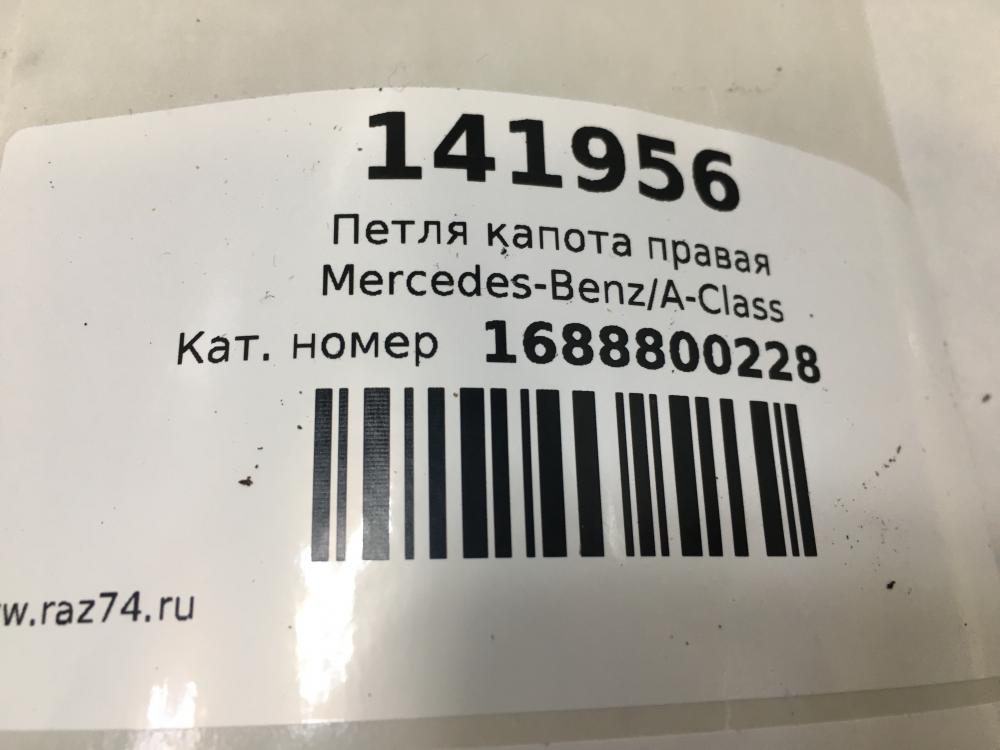 141956
Петля капота правая
Mercedes-Benz/A-Class
Кат. номер 1688800228
w.raz74.ru